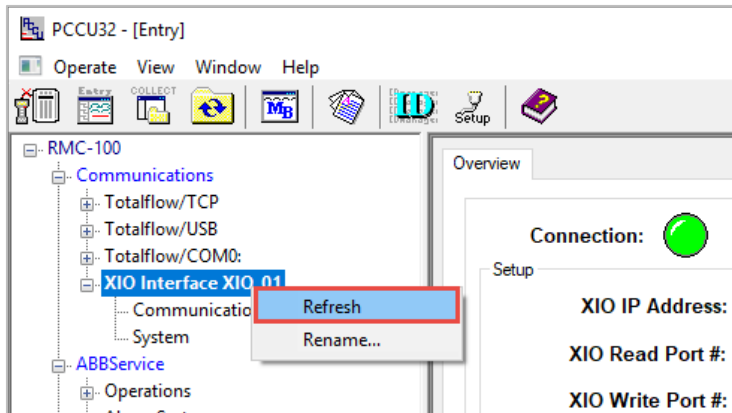 PCCU32 - [Entry]
Operate View Window Help
Entry COLLECT MB ID Setup
RMC-100
Communications
Totalflow/TCP
Totalflow/USB
Totalflow/COM0:
XIO Interface XIO 01
Communicatio
System
ABBService
Operations
Refresh
Rename...
Overview
Connection:
Setup
XIO IP Address:
XIO Read Port #:
XIO Write Port #: